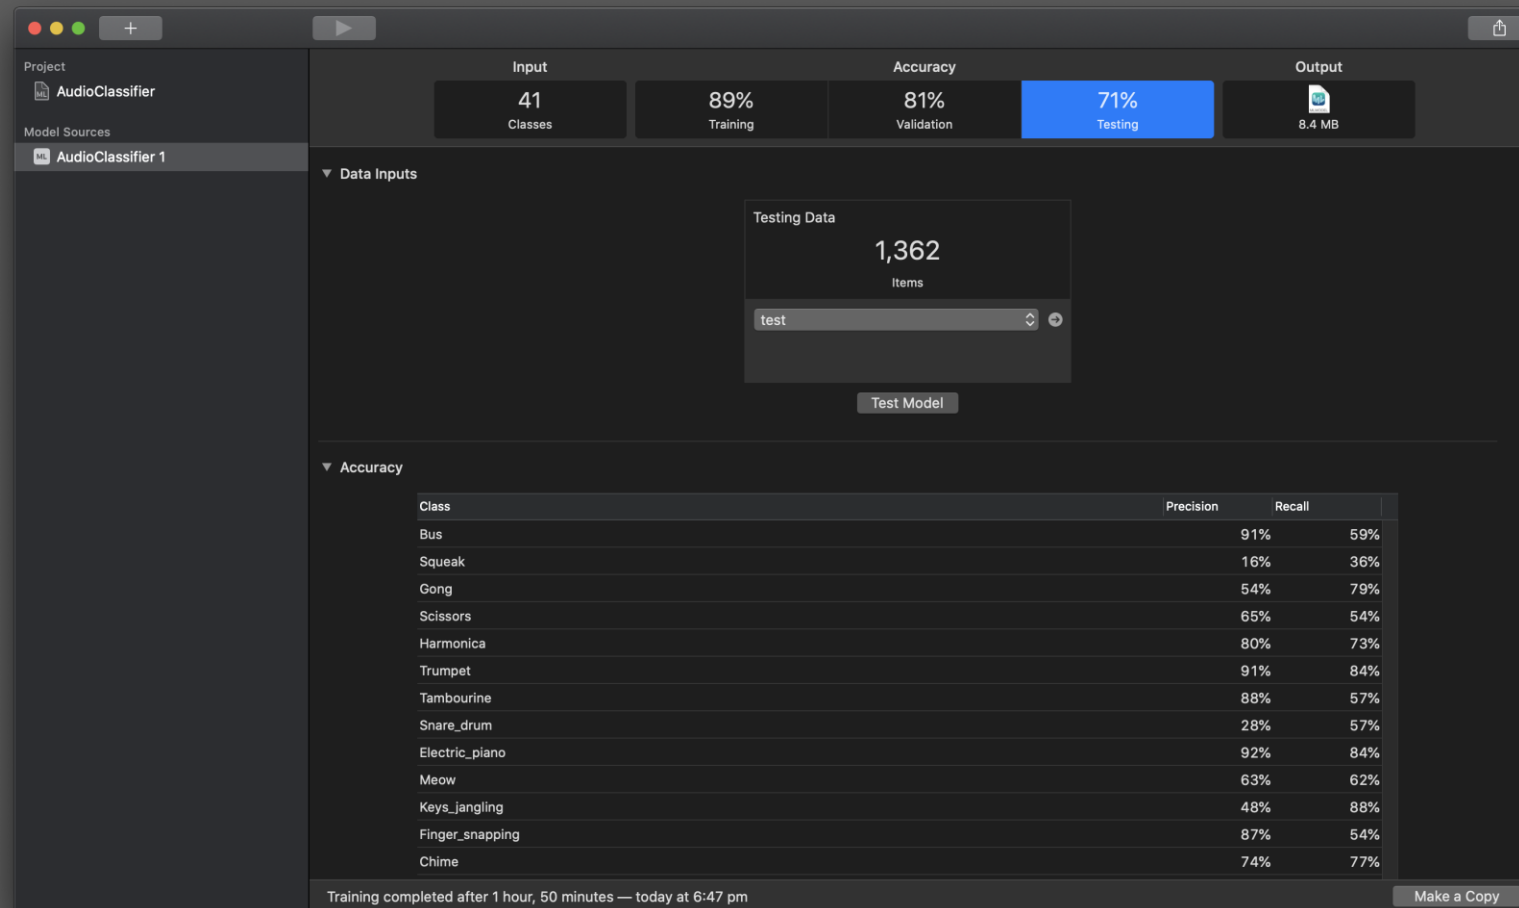 Project
AudioClassifier
Model Sources
AudioClassifier 1
Input
41
Classes
Accuracy
89%
Training
81%
Validation
71%
Testing
Output
8.4 MB
Data Inputs
Testing Data
1,362
Items
test
Test Model
Accuracy
Class Precision Recall
Bus 91% 59%
Squeak 16% 36%
Gong 54% 79%
Scissors 65% 54%
Harmonica 80% 73%
Trumpet 91% 84%
Tambourine 88% 57%
Snare_drum 28% 57%
Electric_piano 92% 84%
Meow 63% 62%
Keys_jangling 48% 88%
Finger_snapping 87% 54%
Chime 74% 77%
Training completed after 1 hour, 50 minutes — today at 6:47 pm
Make a Copy